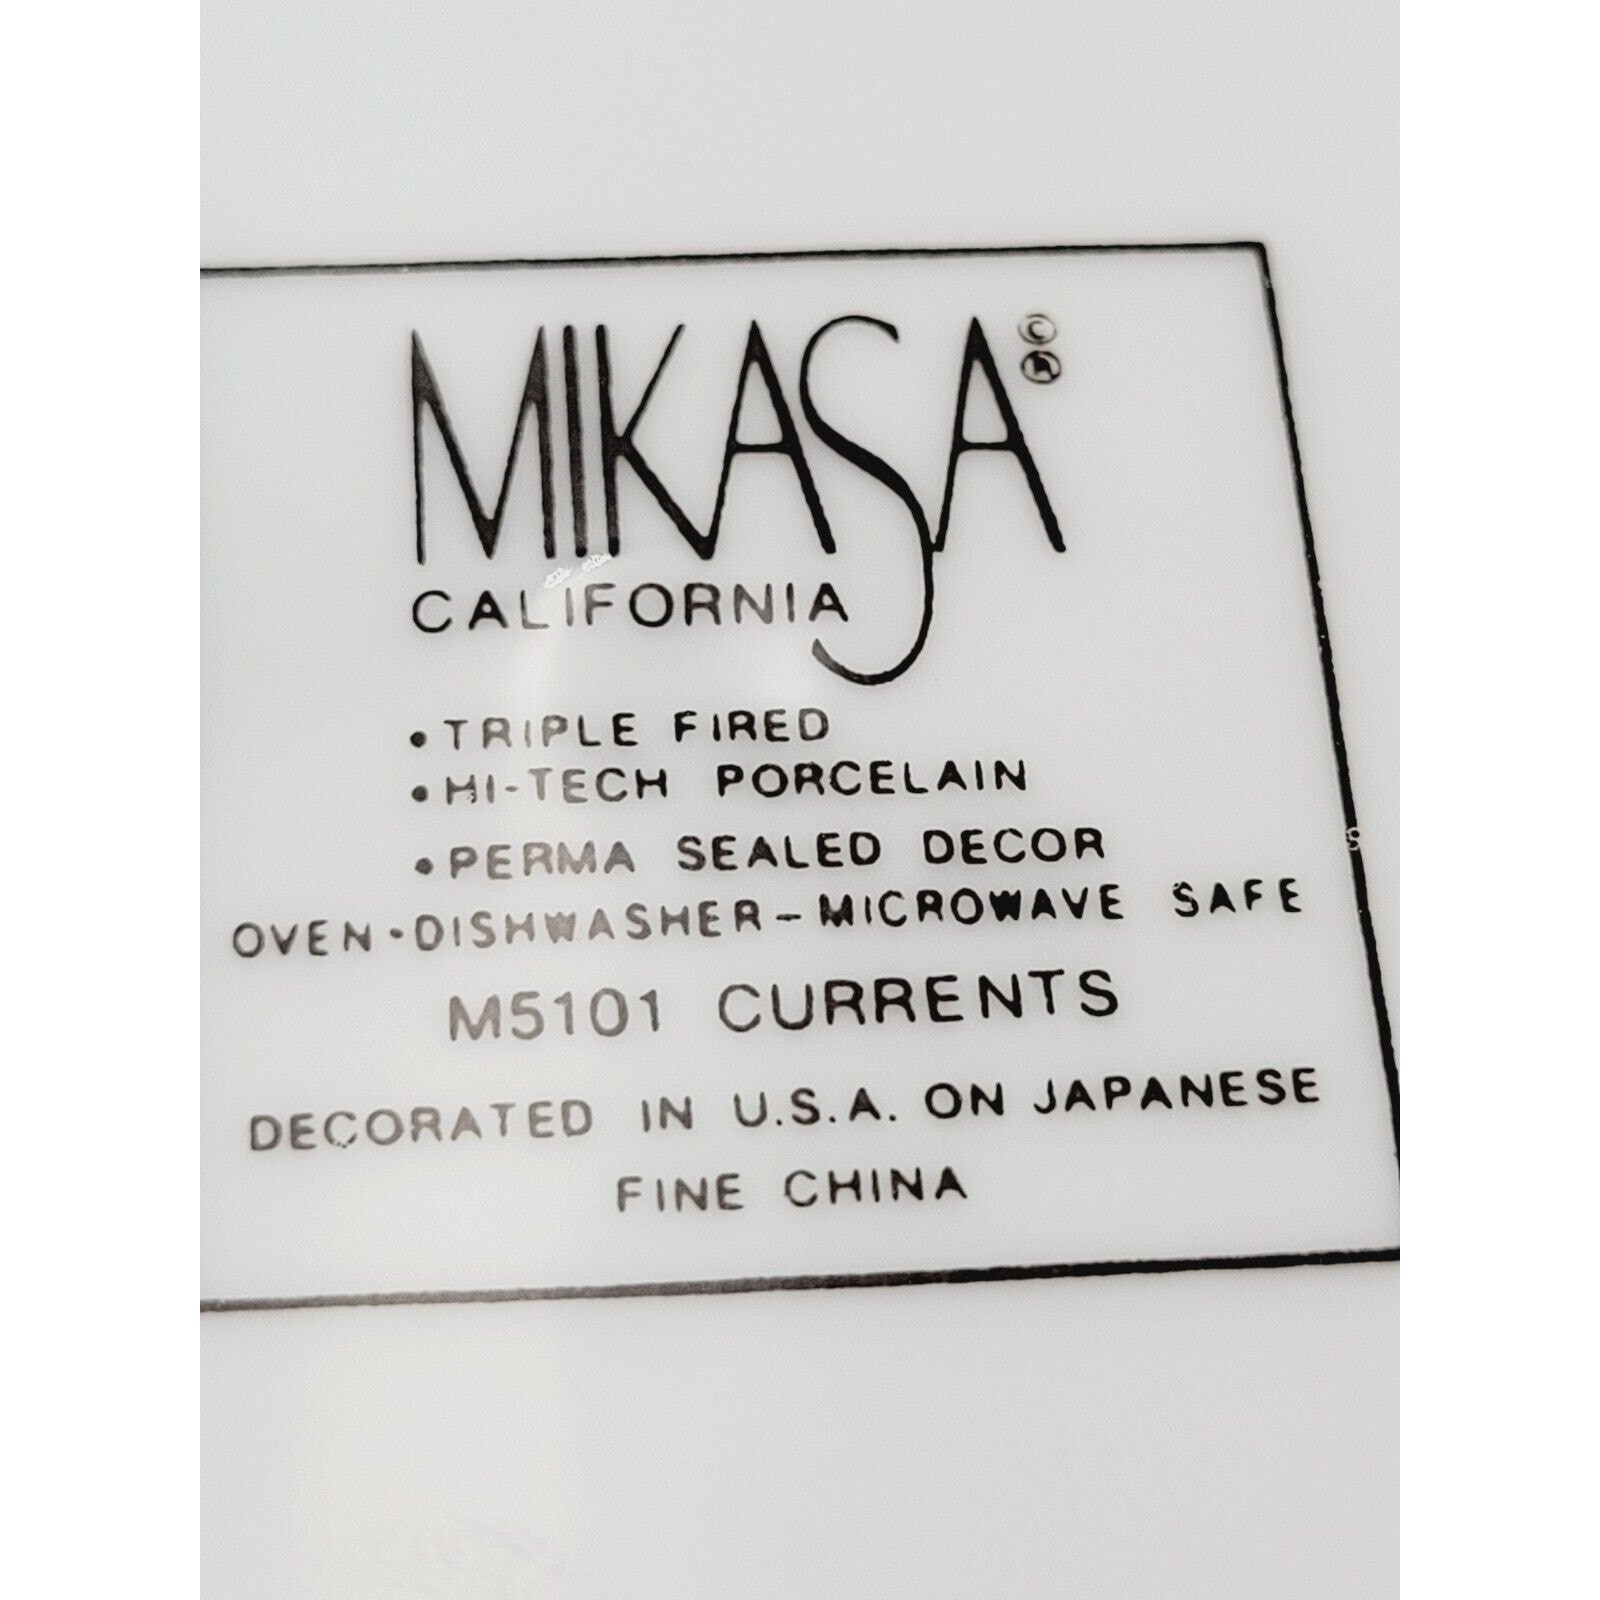 MIKASA ©
®
CALIFORNIA
• TRIPLE FIRED
• HI-TECH PORCELAIN
• PERMA SEALED DECOR
OVEN-DISHWASHER-MICROWAVE SAFE
M5101 CURRENTS
DECORATED IN U.S.A. ON JAPANESE
FINE CHINA